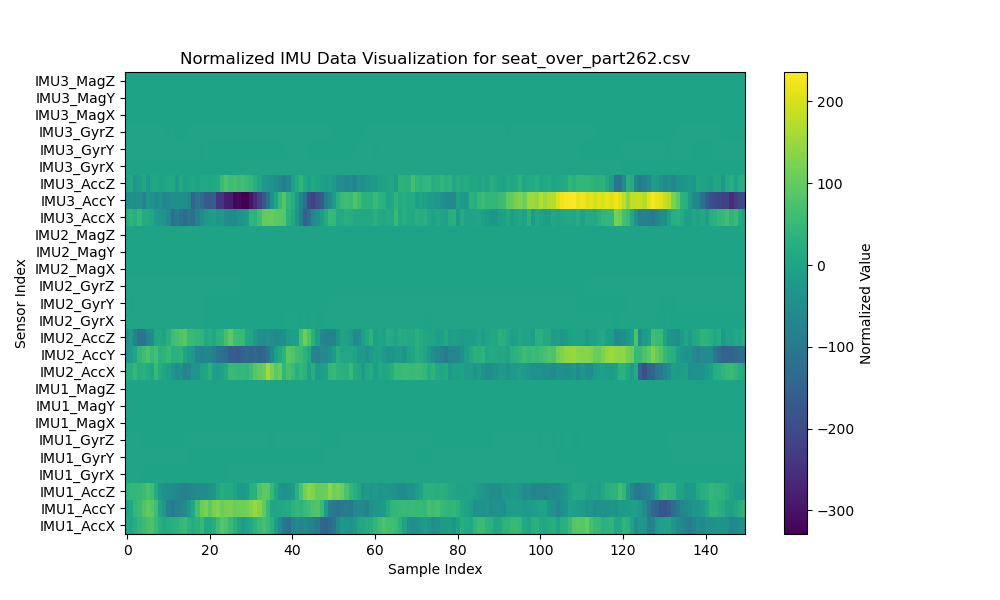 Normalized IMU Data Visualization for seat_over_part262.csv
IMU3_MagZ
IMU3_MagY
IMU3_MagX
IMU3_GyrZ
IMU3_GyrY
IMU3_GyrX
IMU3_AccZ
IMU3_AccY
IMU3_AccX
IMU2_MagZ
IMU2_MagY
IMU2_MagX
IMU2_GyrZ
IMU2_GyrY
IMU2_GyrX
IMU2_AccZ
IMU2_AccY
IMU2_AccX
IMU1_MagZ
IMU1_MagY
IMU1_MagX
IMU1_GyrZ
IMU1_GyrY
IMU1_GyrX
IMU1_AccZ
IMU1_AccY
IMU1_AccX
Sensor Index
0 20 40 60 80 100 120 140
Sample Index
200
100
0
−100
−200
−300
Normalized Value